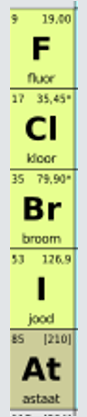 9 19,00
F
fluor
17 35,45*
Cl
kloor
35 79,90*
Br
broom
53 126,9
I
jood
85 [210]
At
astaat